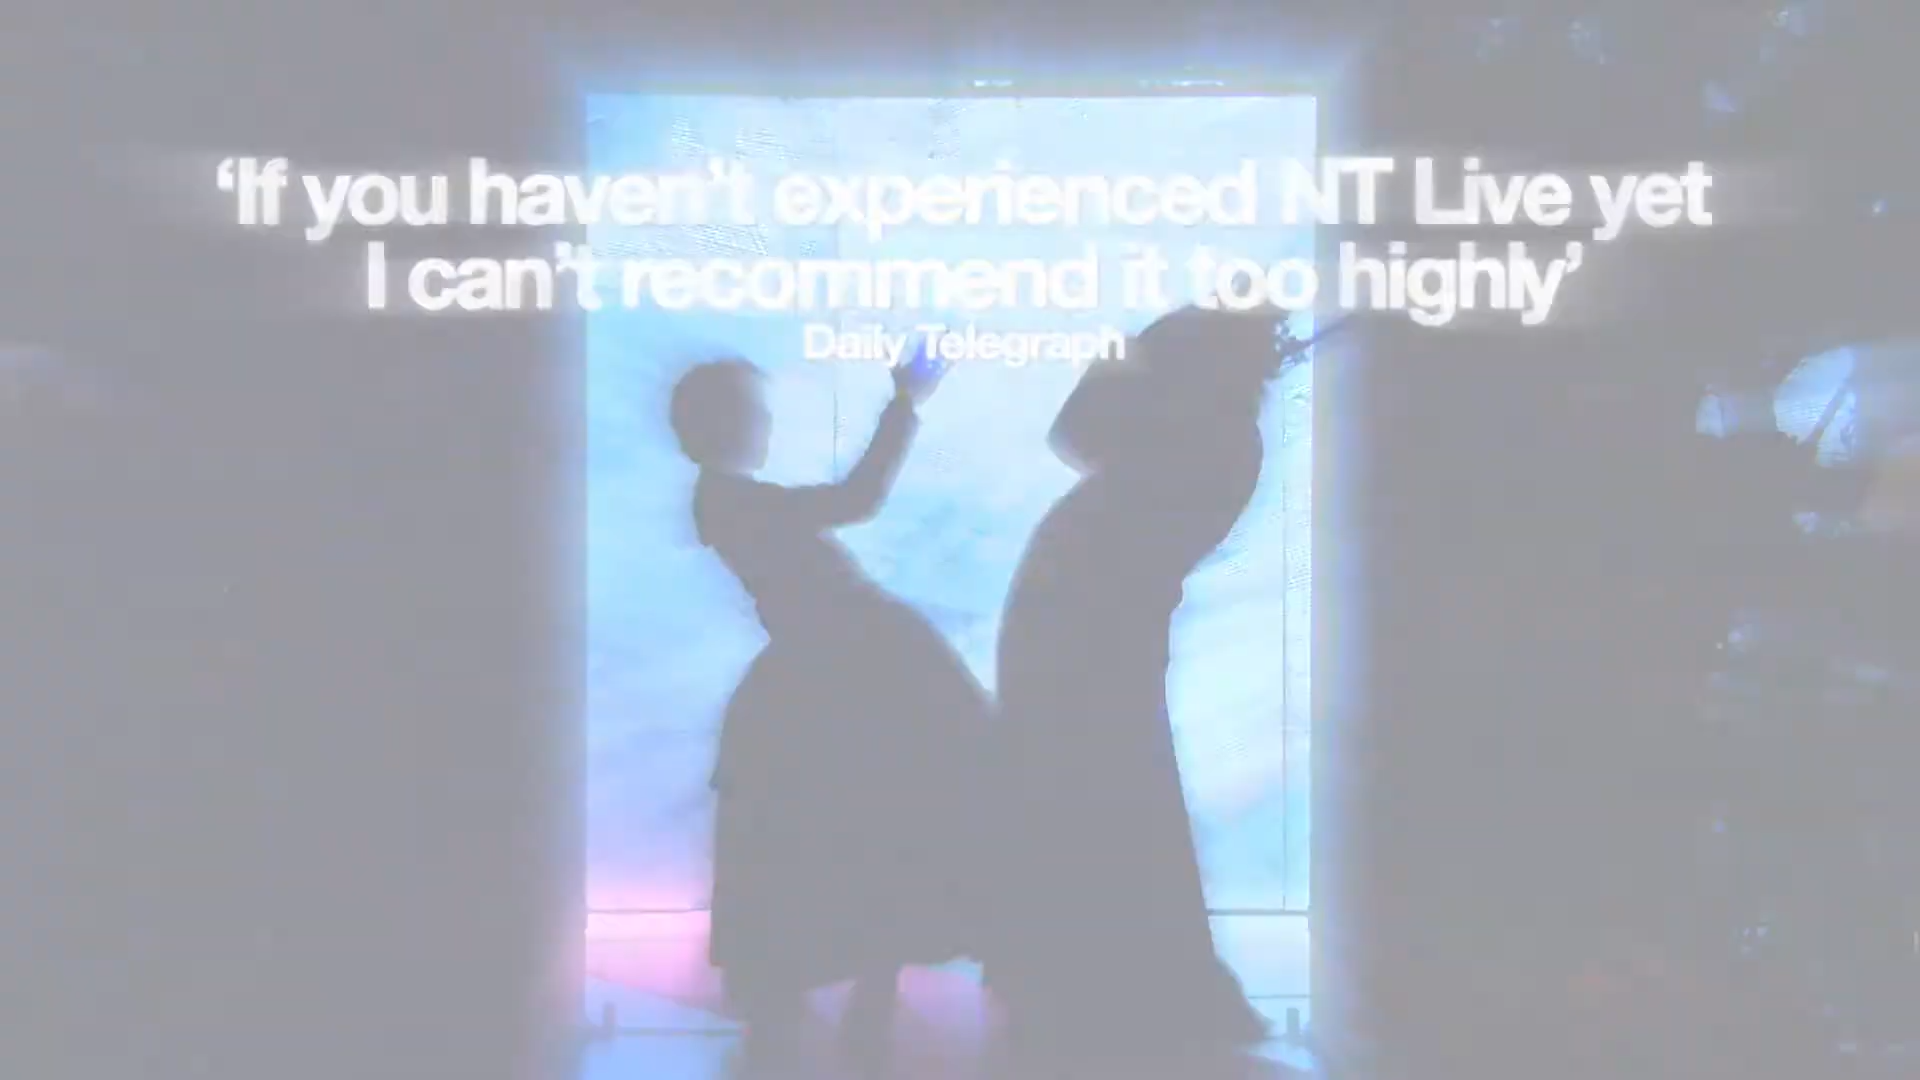 ‘If you haven’t experienced NT Live yet
I can’t recommend it too highly’
Daily Telegraph